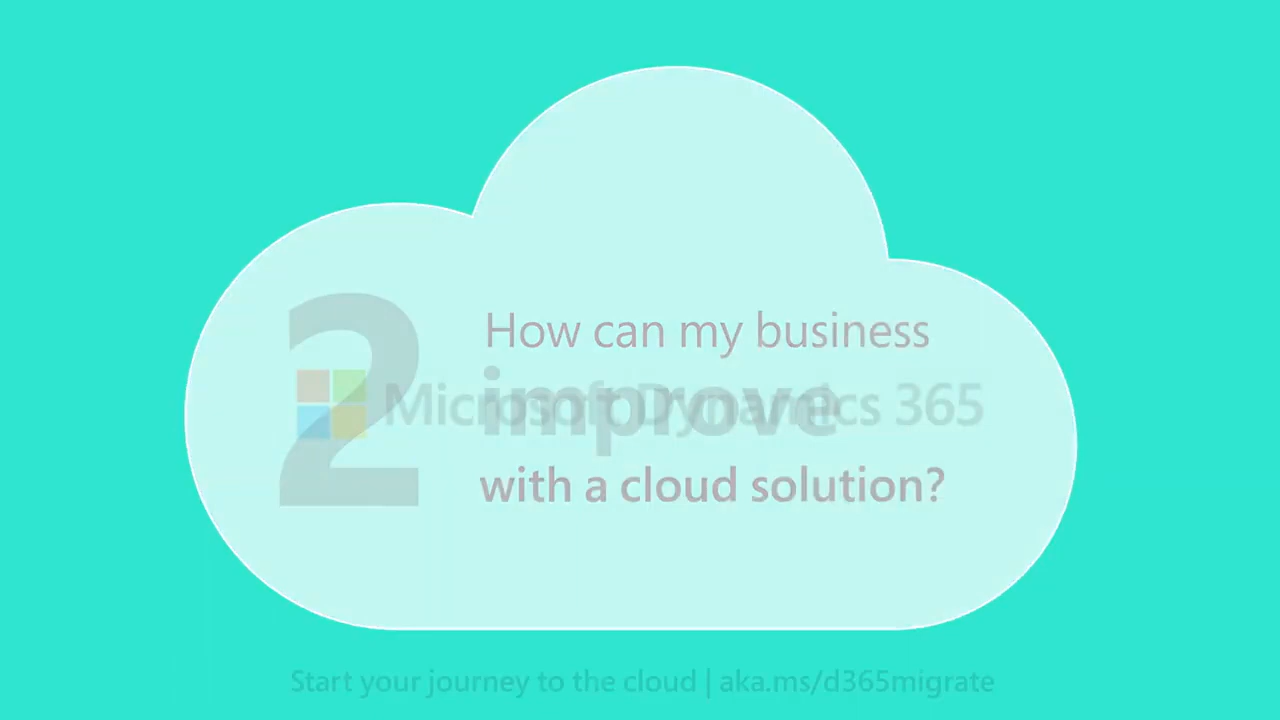 2
How can my business
improve
Microsoft Dynamics 365
with a cloud solution?
Start your journey to the cloud | aka.ms/d365migrate